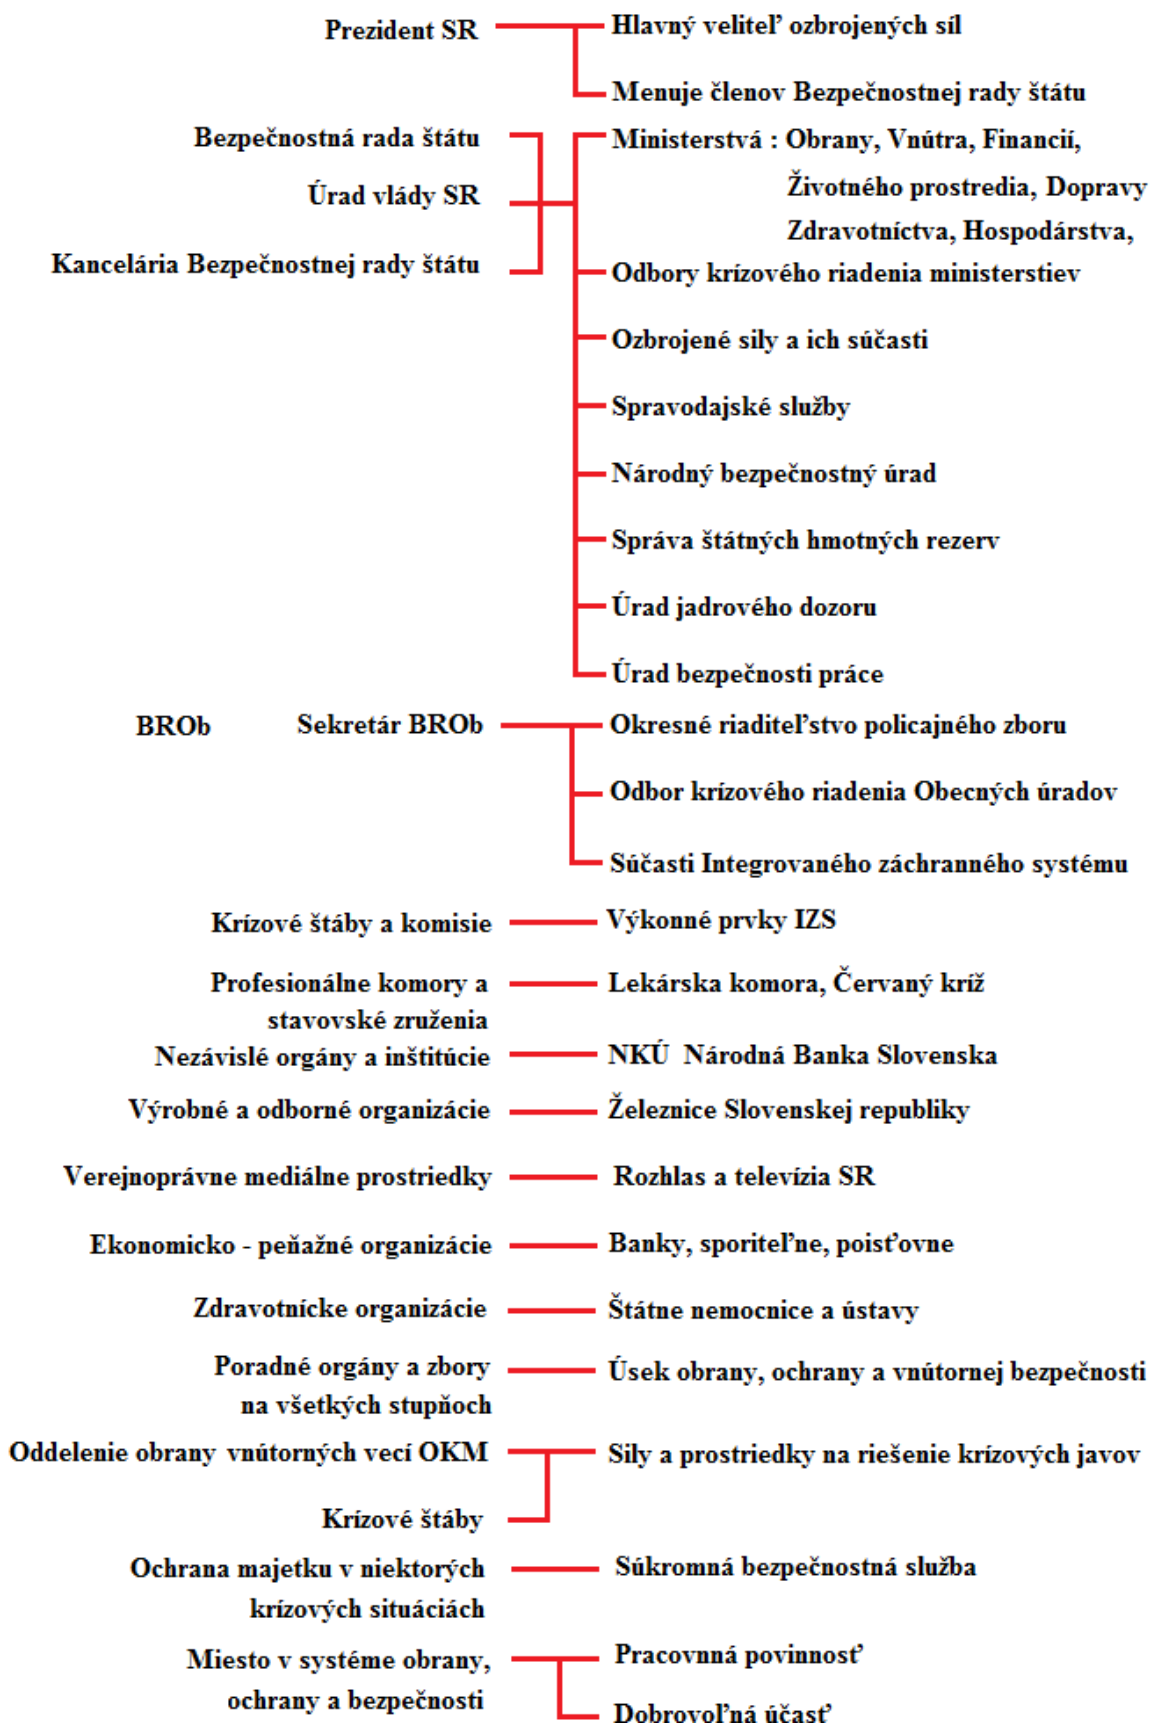 Prezident SR
Hlavný veliteľ ozbrojených síl
Menuje členov Bezpečnostnej rady štátu
Bezpečnostná rada štátu
Ministerstvá : Obrany, Vnútra, Financií,
Úrad vlády SR
Životného prostredia, Dopravy
Zdravotníctva, Hospodárstva,
Kancelária Bezpečnostnej rady štátu
Odbory krízového riadenia ministerstiev
Ozbrojené sily a ich súčasti
Spravodajské služby
Národný bezpečnostný úrad
Správa štátných hmotných rezerv
Úrad jadrového dozoru
Úrad bezpečnosti práce
BROb Sekretár BROb
Okresné riaditeľstvo policajného zboru
Odbor krízového riadenia Obecných úradov
Súčasti Integrovaného záchranného systému
Krízové štáby a komisie
Výkonné prvky IZS
Profesionálne komory a
stavovské zruženia
Lekárska komora, Červaný kríž
Nezávislé orgány a inštitúcie
NKÚ Národná Banka Slovenska
Výrobné a odborné organizácie
Železnice Slovenskej republiky
Verejnoprávne mediálne prostriedky
Rozhlas a televízia SR
Ekonomicko - peňažné organizácie
Banky, sporiteľne, poisťovne
Zdravotnícke organizácie
Štátne nemocnice a ústavy
Poradné orgány a zbory
na všetkých stupňoch
Úsek obrany, ochrany a vnútornej bezpečnosti
Oddelenie obrany vnútorných vecí OKM
Sily a prostriedky na riešenie krízových javov
Krízové štáby
Ochrana majetku v niektorých
krízových situáciách
Súkromná bezpečnostná služba
Miesto v systéme obrany,
ochrany a bezpečnosti
Pracovnná povinnosť
Dobrovoľná účasť